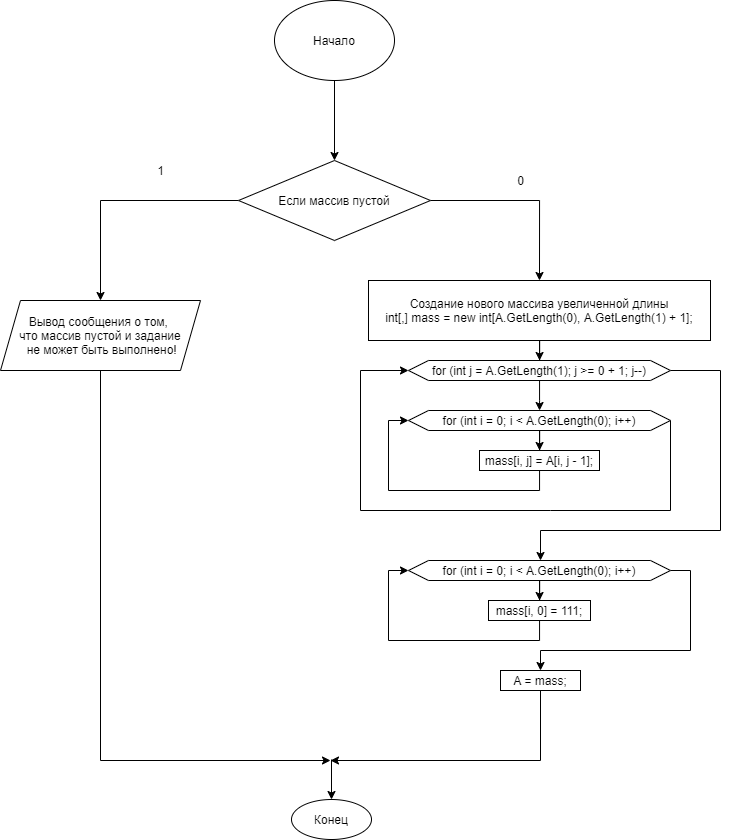 Начало
1
0
Если массив пустой
Создание нового массива увеличенной длины
int[,] mass = new int[A.GetLength(0), A.GetLength(1) + 1];
Вывод сообщения о том,
что массив пустой и задание
не может быть выполнено!
for (int j = A.GetLength(1); j >= 0 + 1; j--)
for (int i = 0; i < A.GetLength(0); i++)
mass[i, j] = A[i, j - 1];
for (int i = 0; i < A.GetLength(0); i++)
mass[i, 0] = 111;
A = mass;
Конец